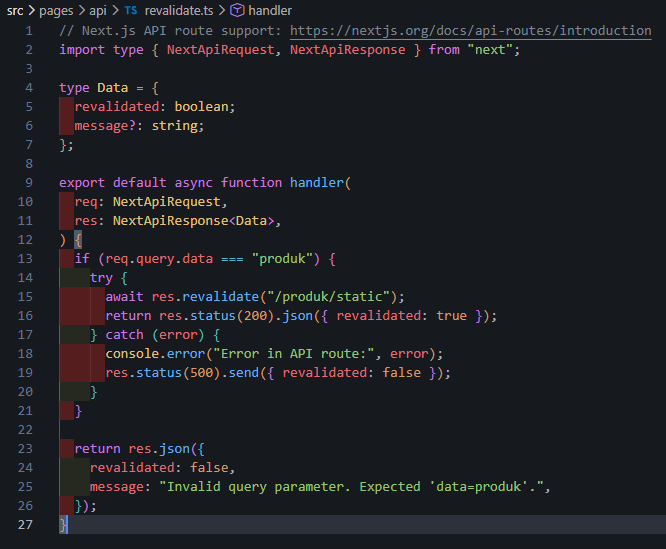 src > pages > api > TS revalidate.ts > handler
1 // Next.js API route support: https://nextjs.org/docs/api-routes/introduction
2 import type { NextApiRequest, NextApiResponse } from "next";
3
4 type Data = {
5   revalidated: boolean;
6   message?: string;
7 };
8
9 export default async function handler(
10   req: NextApiRequest,
11   res: NextApiResponse<Data>,
12 ) {
13   if (req.query.data === "produk") {
14     try {
15       await res.revalidate("/produk/static");
16       return res.status(200).json({ revalidated: true });
17     } catch (error) {
18       console.error("Error in API route:", error);
19       res.status(500).send({ revalidated: false });
20     }
21   }
22
23   return res.json({
24     revalidated: false,
25     message: "Invalid query parameter. Expected 'data=produk'.",
26   });
27 }